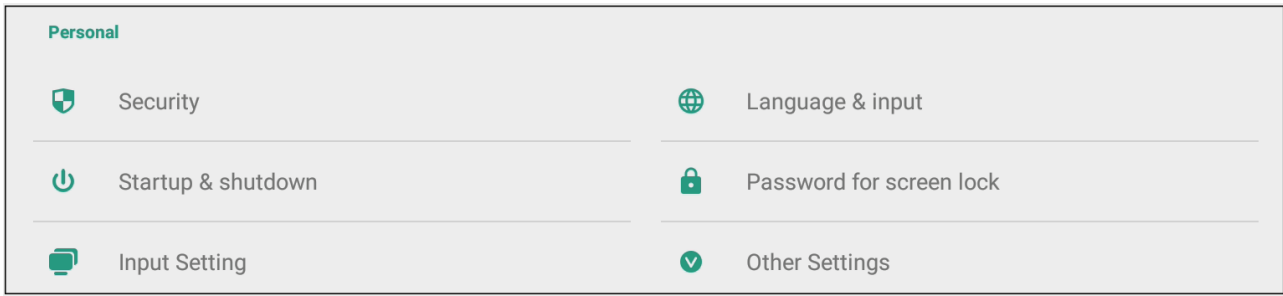 Personal
Security
Language & input
Startup & shutdown
Password for screen lock
Input Setting
Other Settings